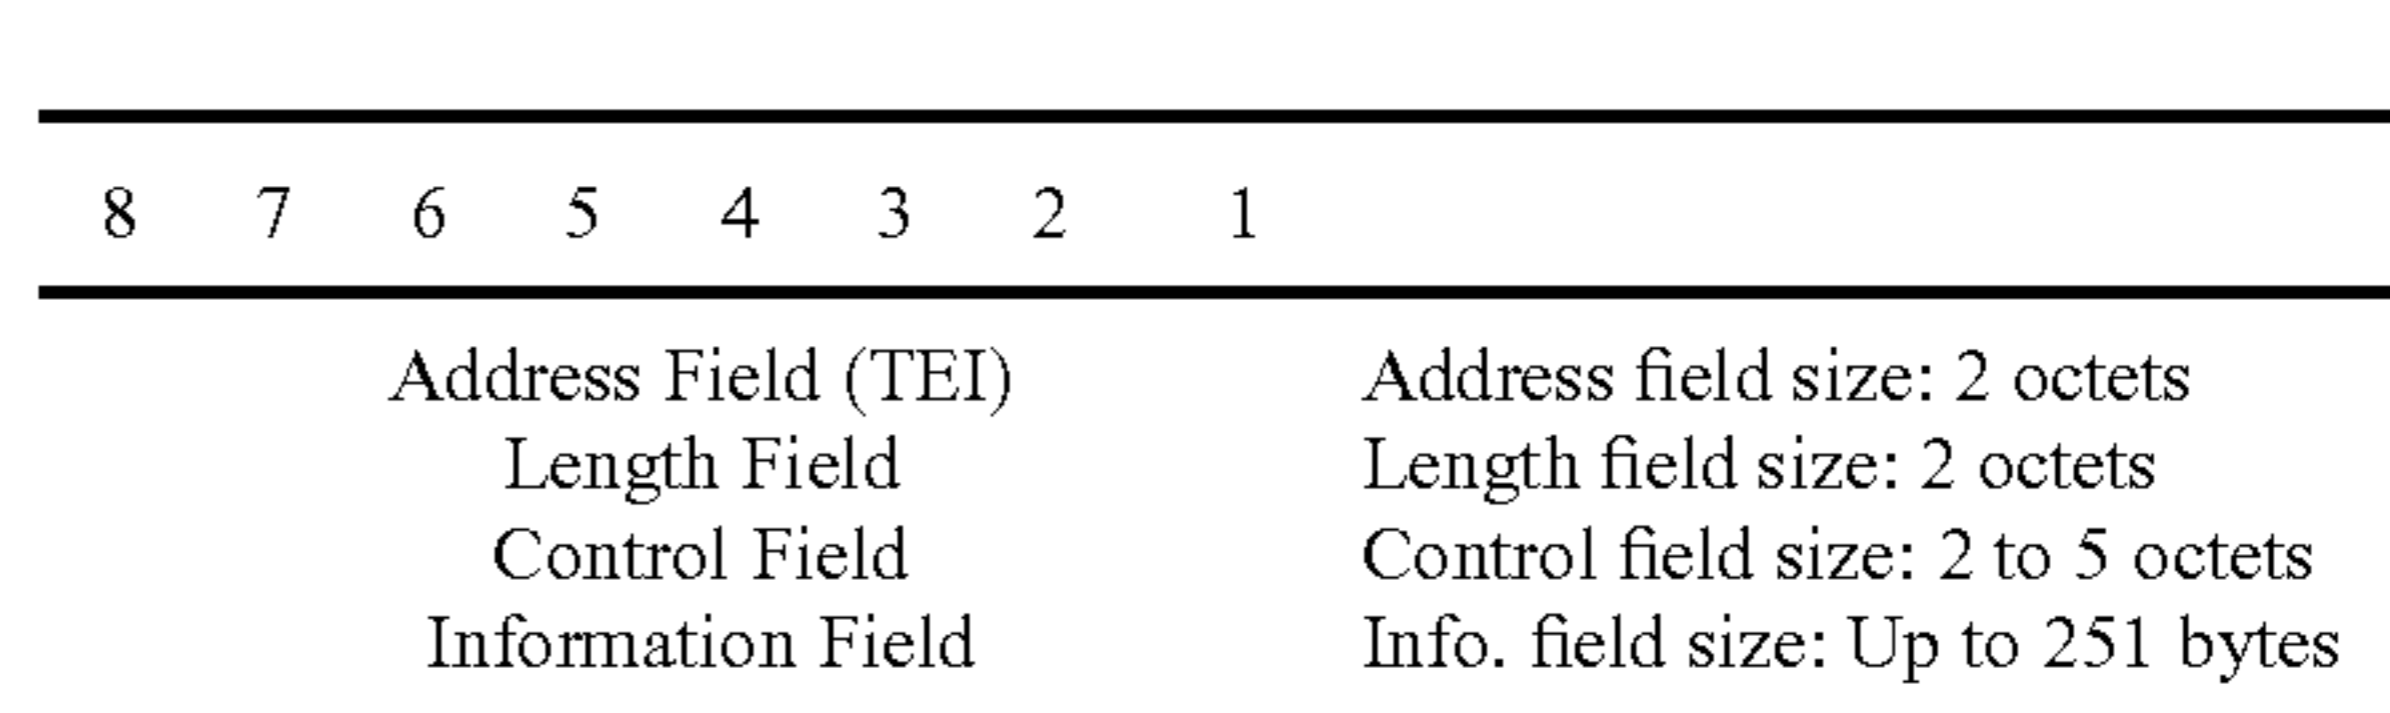 8 7 6 5 4 3 2 1
Address Field (TEI) Address field size: 2 octets
Length Field Length field size: 2 octets
Control Field Control field size: 2 to 5 octets
Information Field Info. field size: Up to 251 bytes